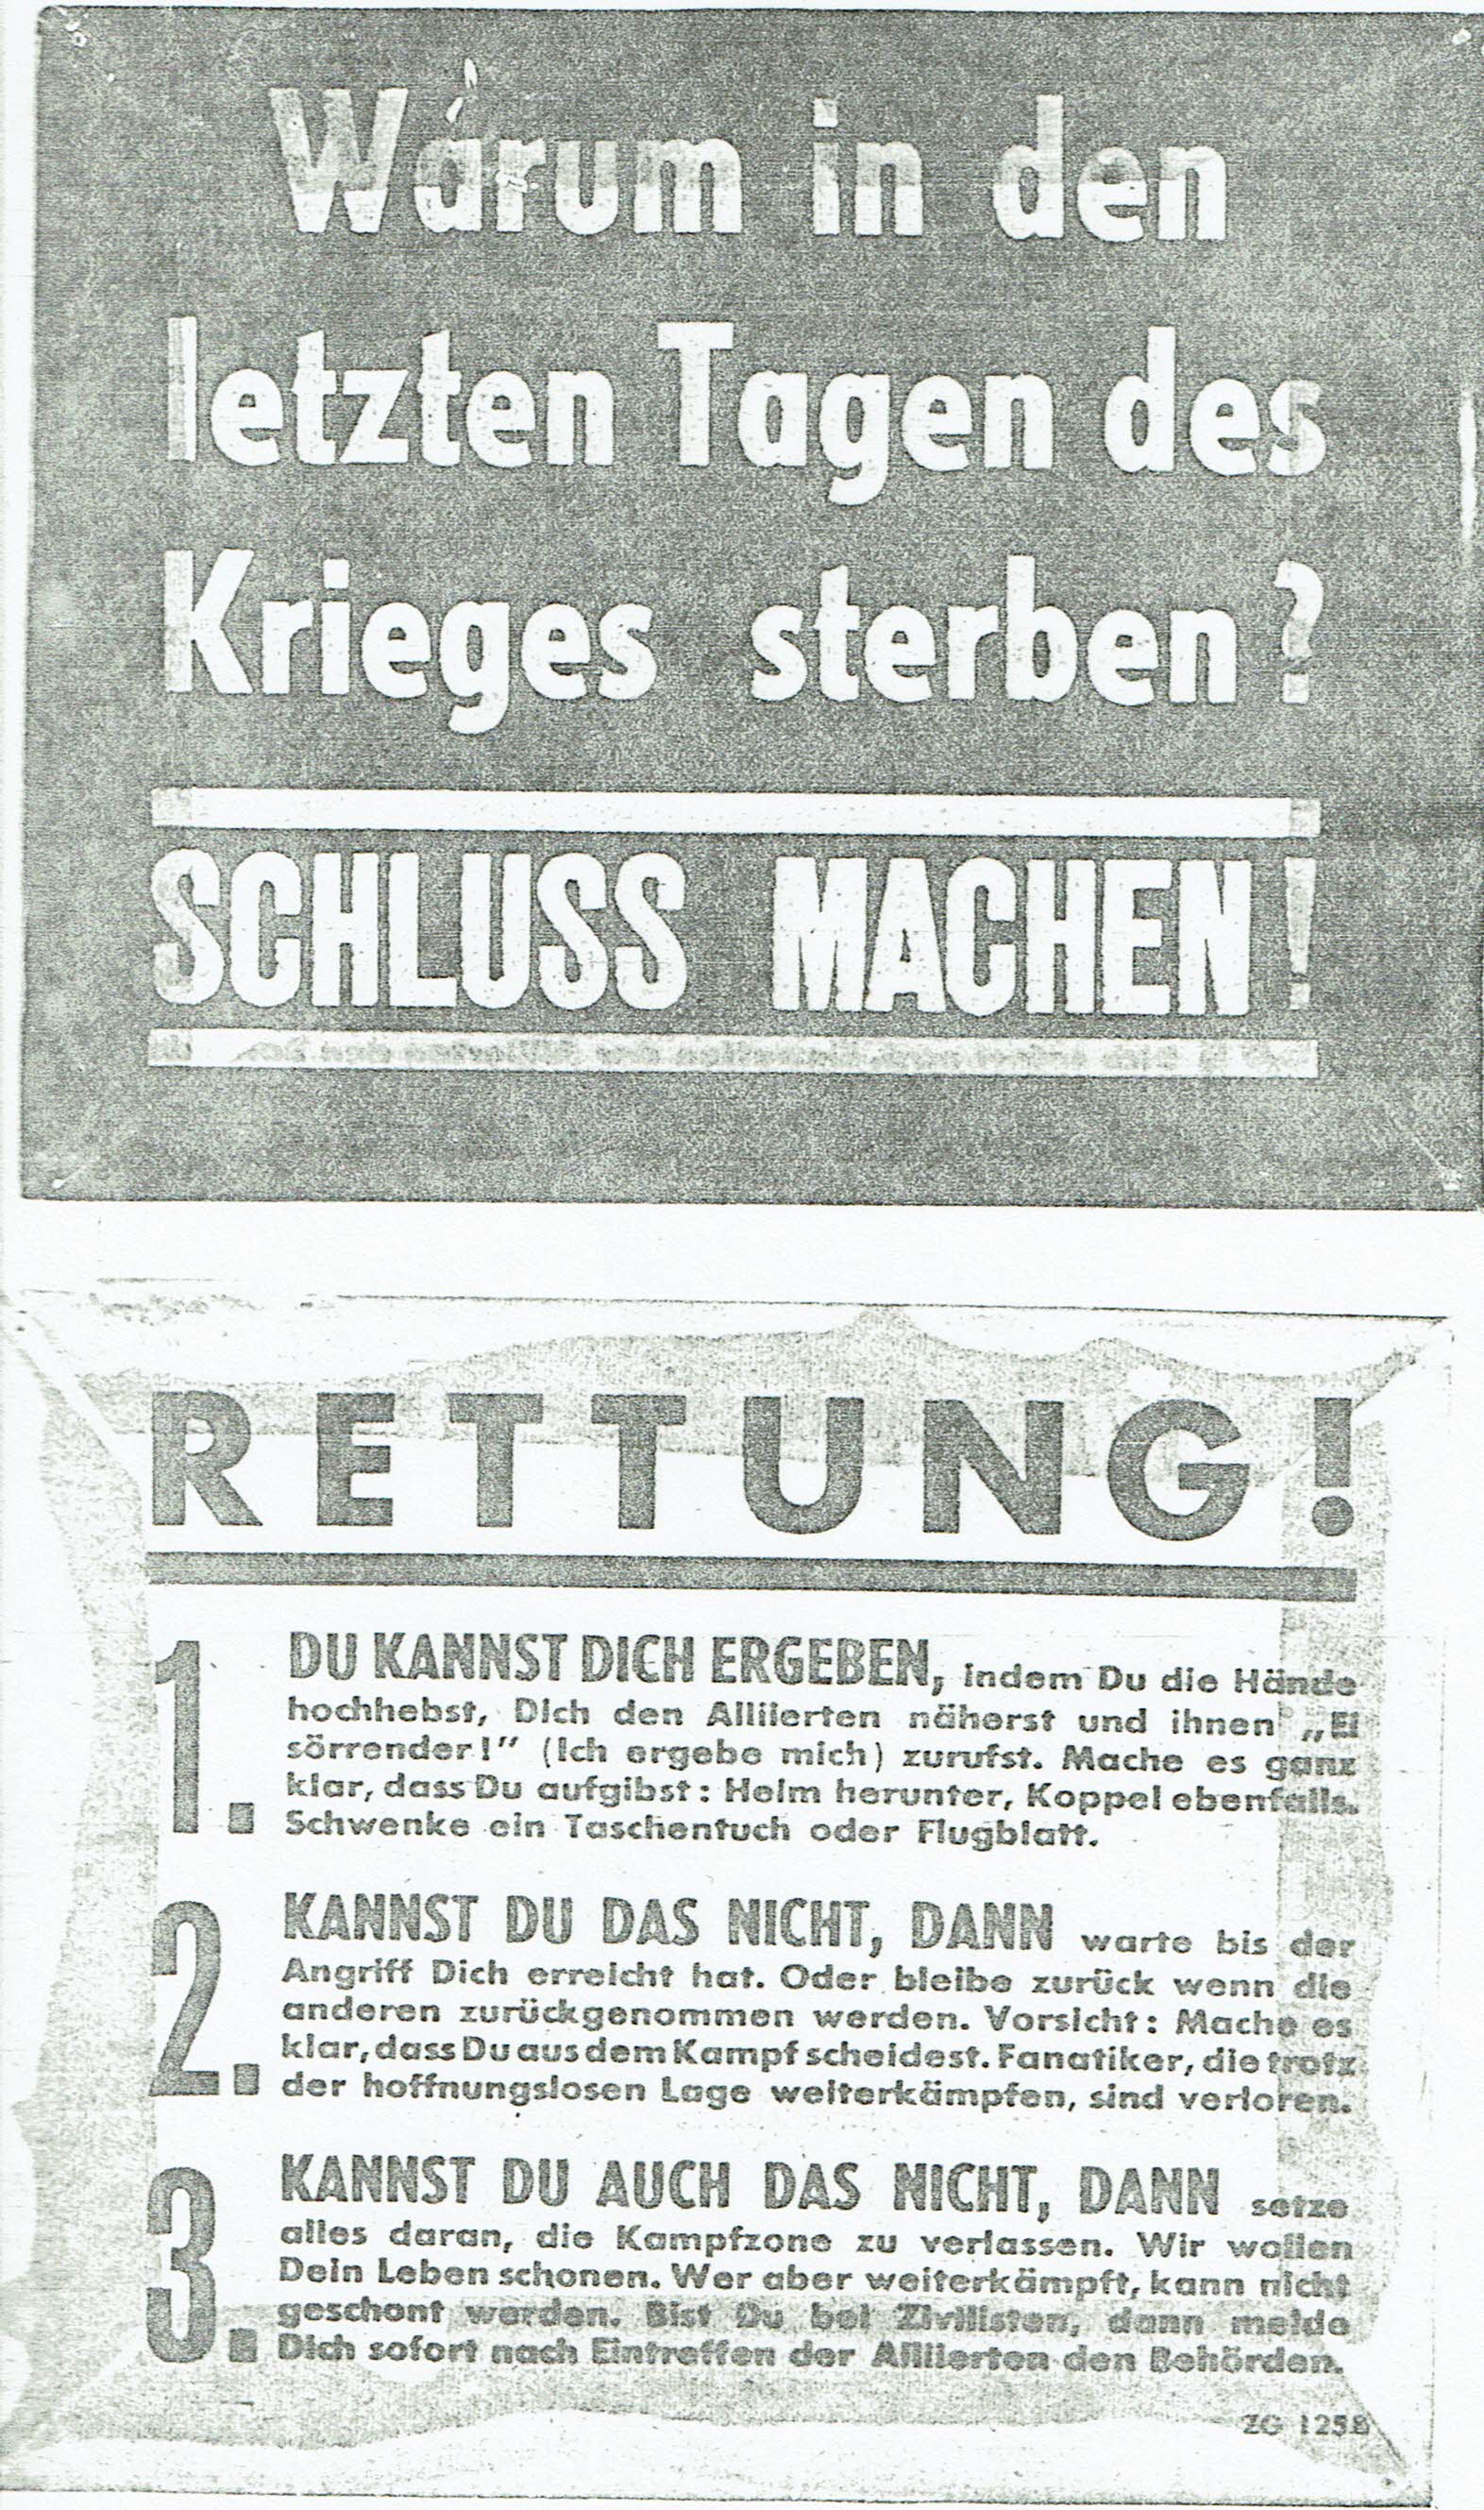 Warum in den
letzten Tagen des
Krieges sterben?
SCHLUSS MACHEN!
RETTUNG!
1. DU KANNST DICH ERGEBEN, indem Du die Hände
hochhebst, Dich den Alliierten näherst und ihnen „Ei
sörrender!” (Ich ergebe mich) zurufst. Mache es ganz
klar, dass Du aufgibst: Helm herunter, Koppel ebenfalls.
Schwenke ein Taschentuch oder Flugblatt.
2. KANNST DU DAS NICHT, DANN warte bis der
Angriff Dich erreicht hat. Oder bleibe zurück wenn die
anderen zurückgenommen werden. Vorsicht: Mache es
klar, dass Du aus dem Kampf scheidest. Fanatiker, die trotz
der hoffnungslosen Lage weiterkämpfen, sind verloren.
3. KANNST DU AUCH DAS NICHT, DANN setze
alles daran, die Kampfzone zu verlassen. Wir wollen
Dein Leben schonen. Wer aber weiterkämpft, kann nicht
geschont werden. Bist Du bei Zivilisten, dann melde
Dich sofort nach Eintreffen der Alliierten den Behörden.
ZG 125B